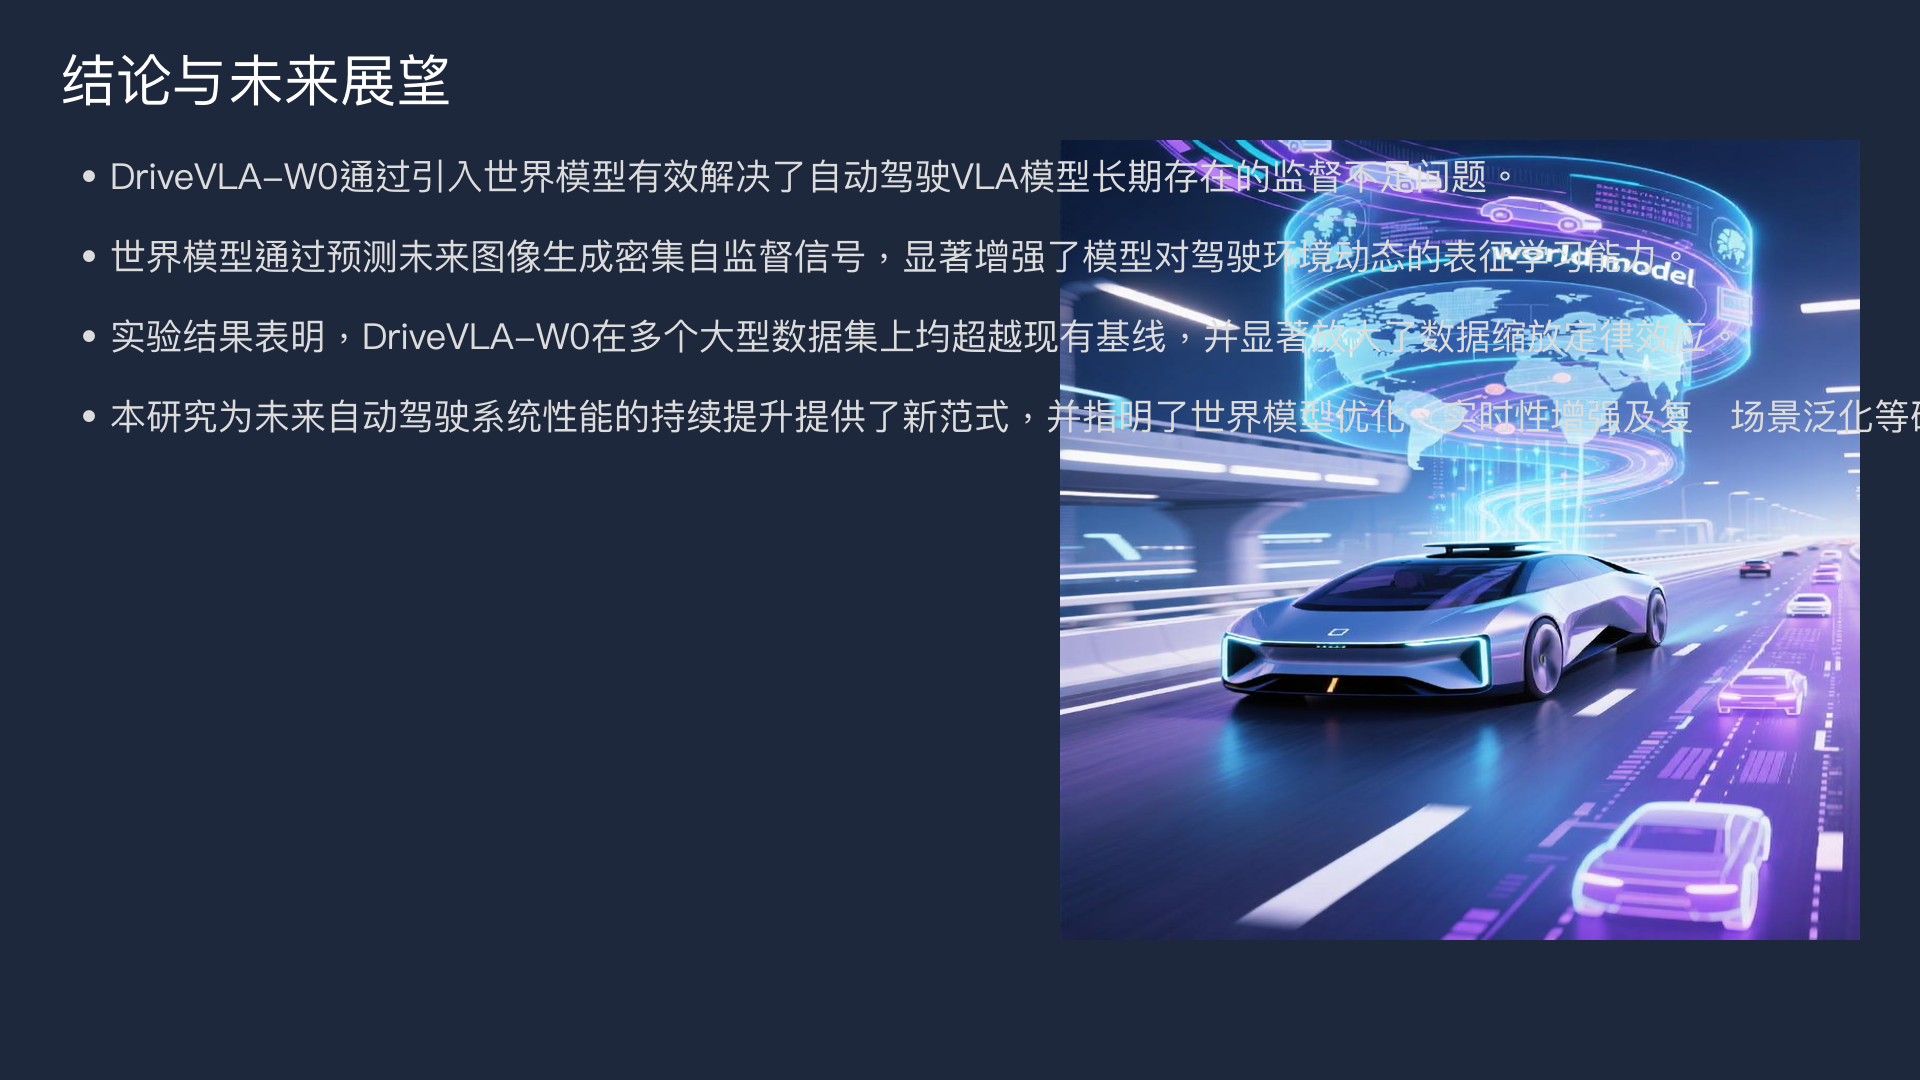 结论与未来展望
• DriveVLA-W0通过引入世界模型有效解决了自动驾驶VLA模型长期存在的监督不足问题。
• 世界模型通过预测未来图像生成密集自监督信号，显著增强了模型对驾驶环境动态的表征学习能力。
world model
• 实验结果表明，DriveVLA-W0在多个大型数据集上均超越现有基线，并显著放大了数据缩放定律效应。
• 本研究为未来自动驾驶系统性能的持续提升提供了新范式，并指明了世界模型优化、实时性增强及复 场景泛化等